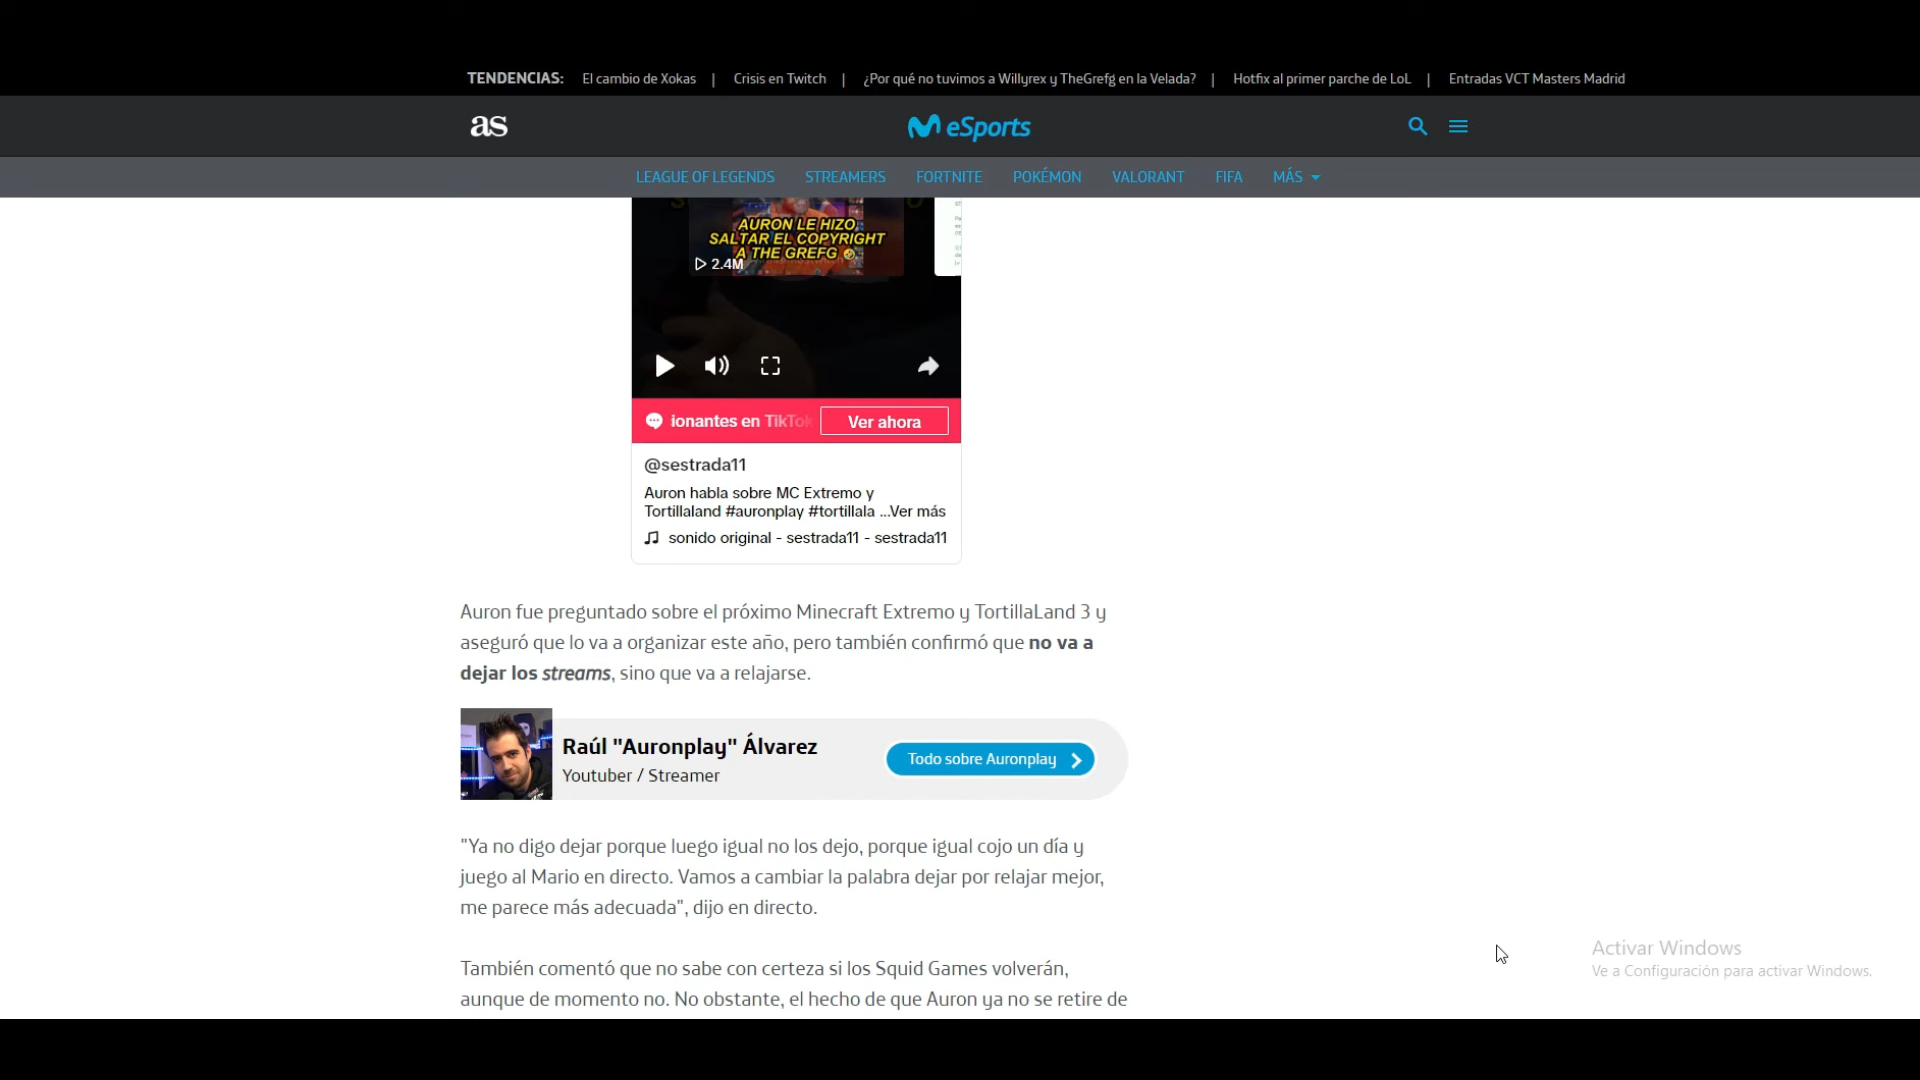 TENDENCIAS: El cambio de Xokas | Crisis en Twitch | ¿Por qué no tuvimos a Willyrex y TheGrefg en la Velada? | Hotfix al primer parche de LoL | Entradas VCT Masters Madrid
as
eSports
LEAGUE OF LEGENDS STREAMERS FORTNITE POKÉMON VALORANT FIFA MÁS
AURON LE HIZO
SALTAR EL COPYRIGHT
A THE GREFG
2.4M
ionantes en TikTok
Ver ahora
@sestrada11
Auron habla sobre MC Extremo y
Tortillaland #auronplay #tortillala ...Ver más
sonido original - sestrada11 - sestrada11
Auron fue preguntado sobre el próximo Minecraft Extremo y TortillaLand 3 y
aseguró que lo va a organizar este año, pero también confirmó que no va a
dejar los streams, sino que va a relajarse.
Raúl "Auronplay" Álvarez
Youtuber / Streamer
Todo sobre Auronplay
"Ya no digo dejar porque luego igual no los dejo, porque igual cojo un día y
juego al Mario en directo. Vamos a cambiar la palabra dejar por relajar mejor,
me parece más adecuada", dijo en directo.
También comentó que no sabe con certeza si los Squid Games volverán,
aunque de momento no. No obstante, el hecho de que Auron ya no se retire de
Activar Windows
Ve a Configuración para activar Windows.